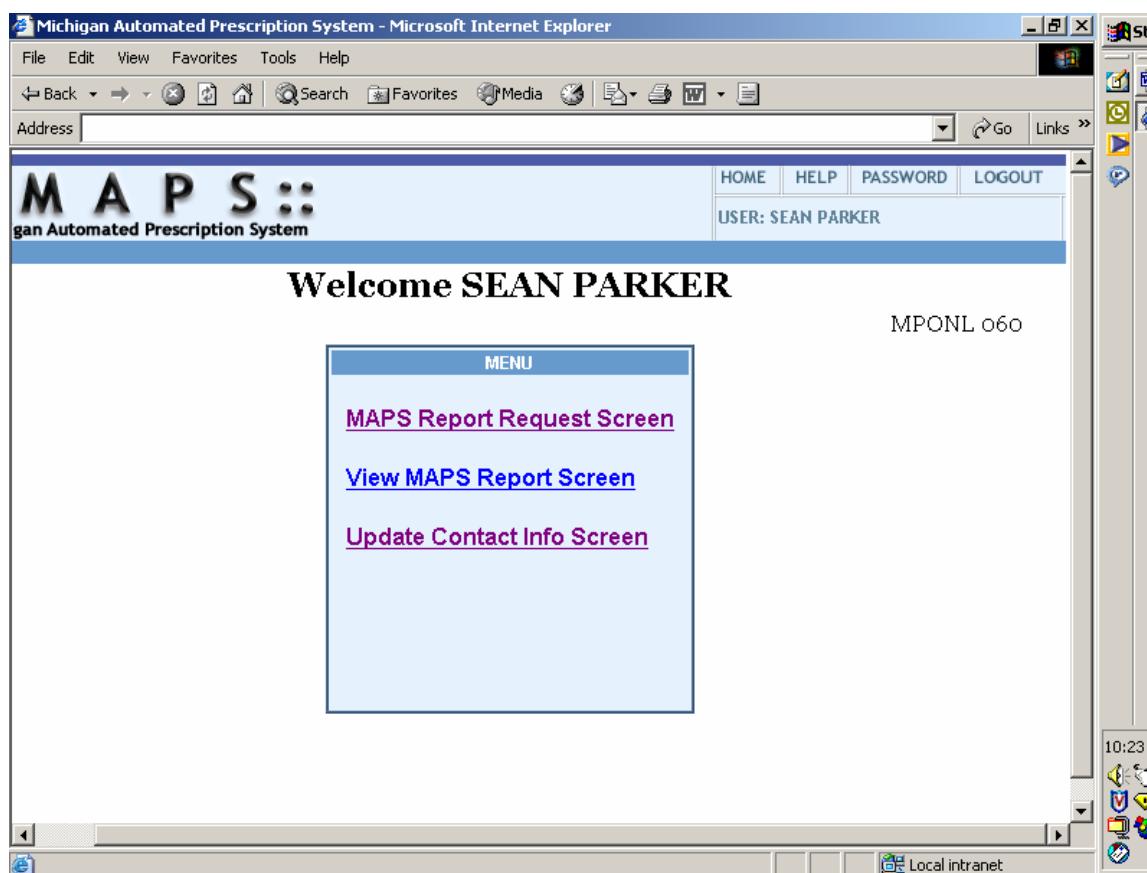 Michigan Automated Prescription System - Microsoft Internet Explorer
File Edit View Favorites Tools Help
Back Search Favorites Media
Address Go Links »
M A P S ::
gan Automated Prescription System
HOME HELP PASSWORD LOGOUT
USER: SEAN PARKER
Welcome SEAN PARKER
MPONL 060
MENU
MAPS Report Request Screen
View MAPS Report Screen
Update Contact Info Screen
10:23
Local intranet